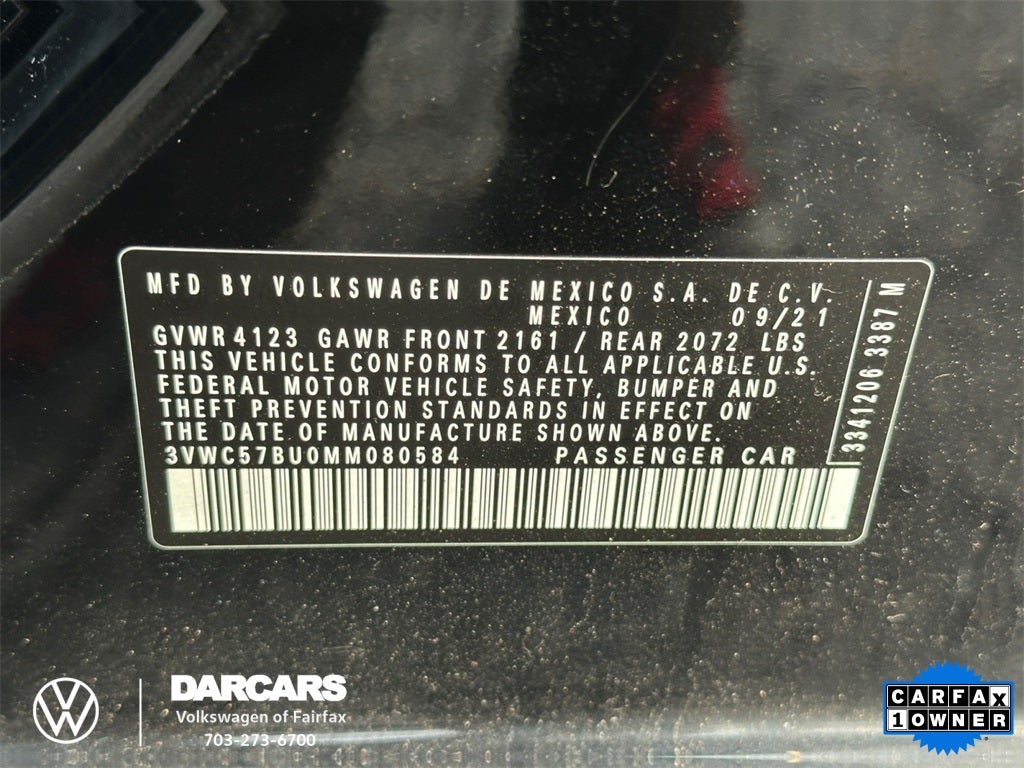 MFD BY VOLKSWAGEN DE MEXICO S.A. DE C.V.
MEXICO 09/21
GVWR 4123 GAWR FRONT 2161 / REAR 2072 LBS
THIS VEHICLE CONFORMS TO ALL APPLICABLE U.S.
FEDERAL MOTOR VEHICLE SAFETY, BUMPER AND
THEFT PREVENTION STANDARDS IN EFFECT ON
THE DATE OF MANUFACTURE SHOWN ABOVE.
3VWC57BU0MM080584 PASSENGER CAR
3341206 3387 M
DARCARS
Volkswagen of Fairfax
703-273-6700
CARFAX
1 OWNER